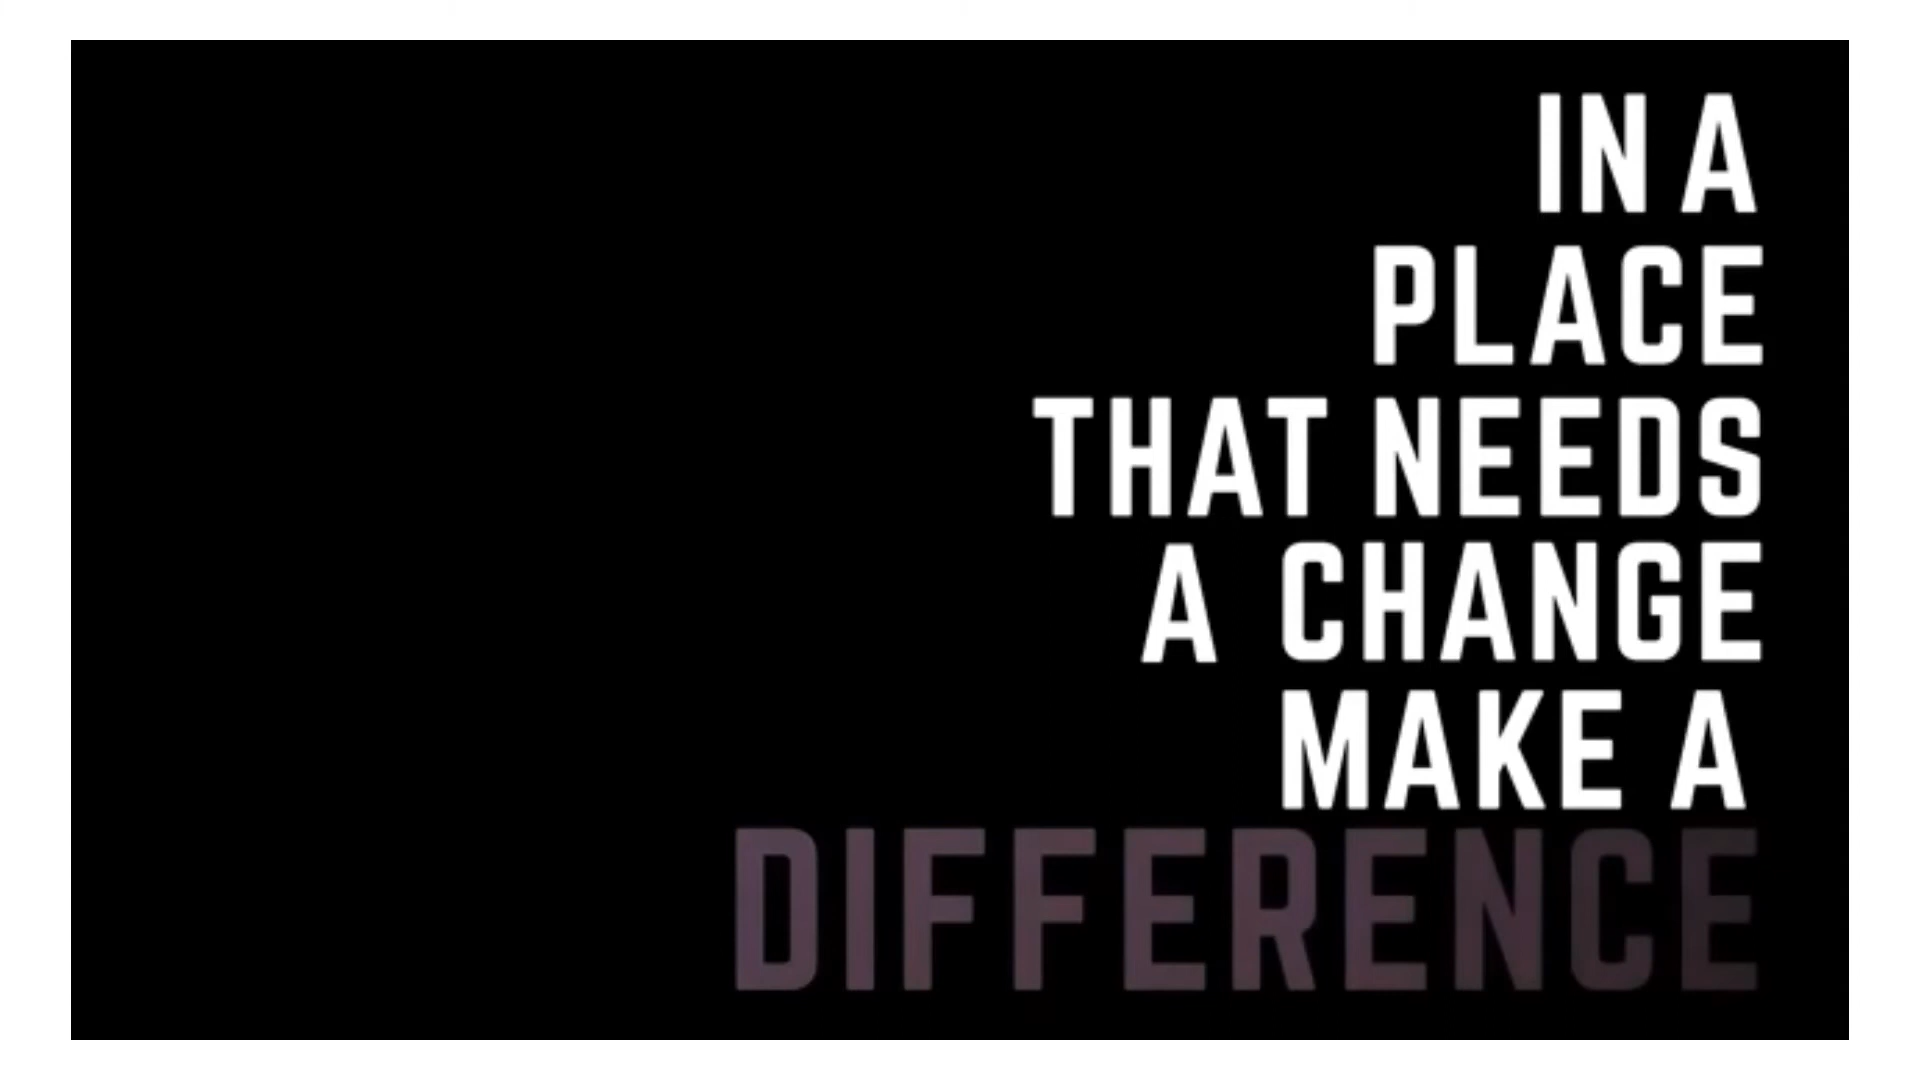 IN A
PLACE
THAT NEEDS
A CHANGE
MAKE A
DIFFERENCE